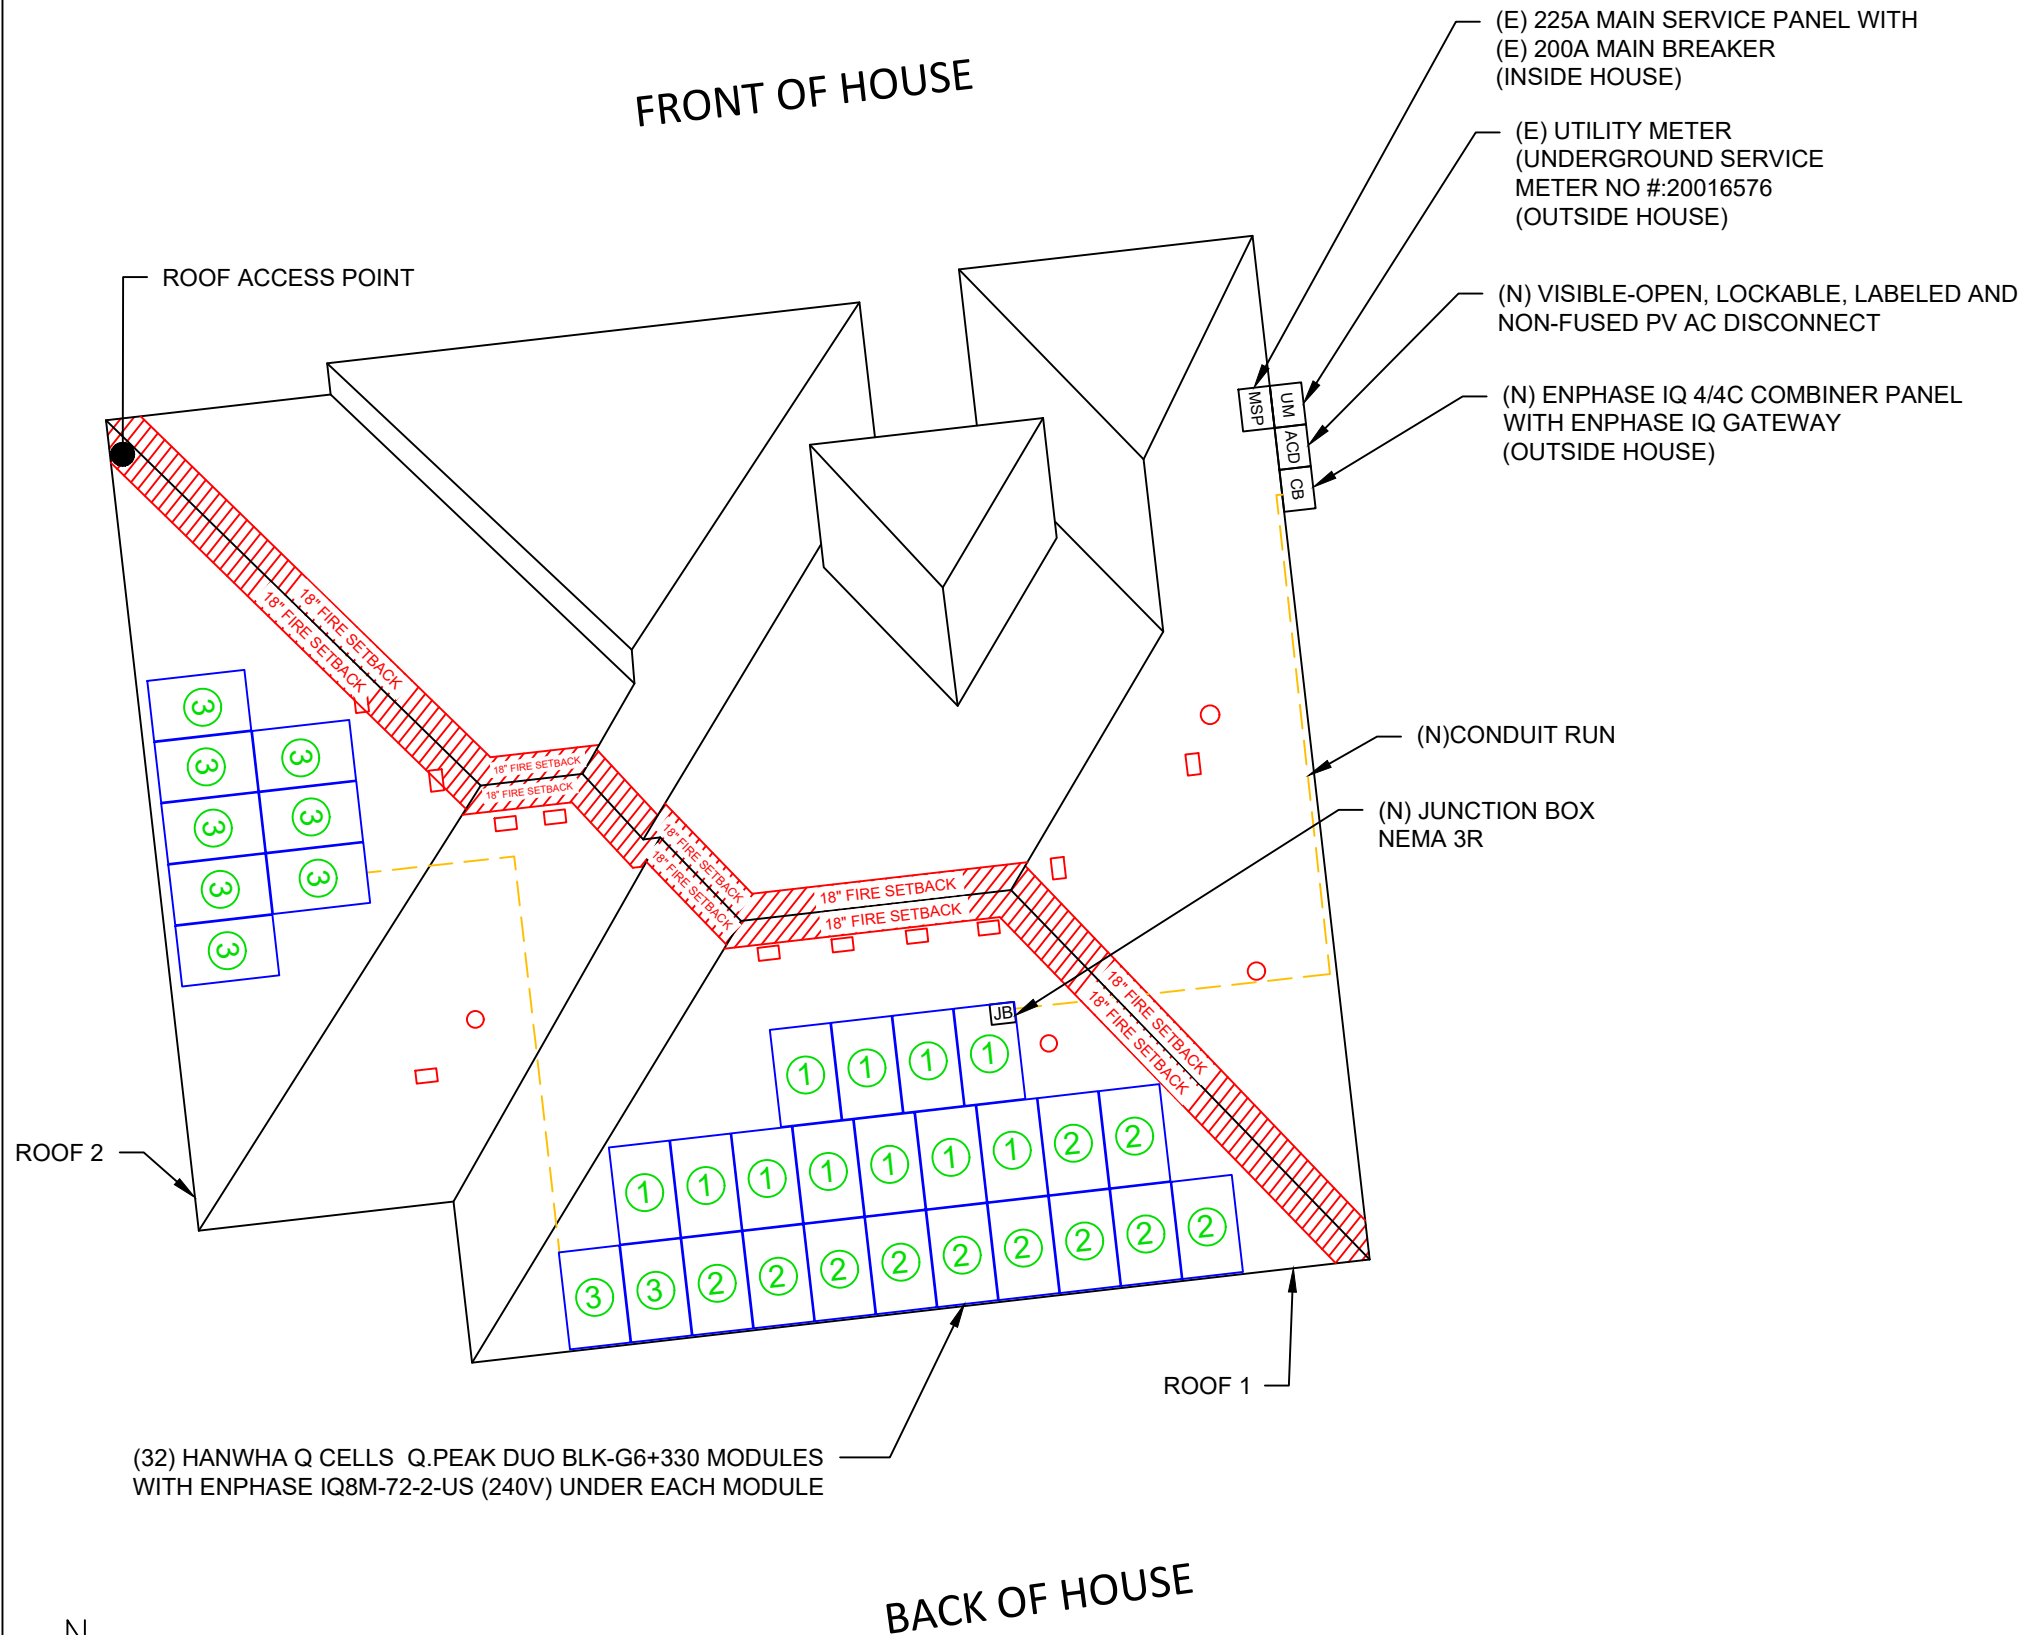 FRONT OF HOUSE
(E) 225A MAIN SERVICE PANEL WITH
(E) 200A MAIN BREAKER
(INSIDE HOUSE)
(E) UTILITY METER
(UNDERGROUND SERVICE
METER NO #:20016576
(OUTSIDE HOUSE)
ROOF ACCESS POINT
(N) VISIBLE-OPEN, LOCKABLE, LABELED AND
NON-FUSED PV AC DISCONNECT
(N) ENPHASE IQ 4/4C COMBINER PANEL
WITH ENPHASE IQ GATEWAY
(OUTSIDE HOUSE)
MSP
UM
ACD
CB
18" FIRE SETBACK
18" FIRE SETBACK
18" FIRE SETBACK
18" FIRE SETBACK
18" FIRE SETBACK
18" FIRE SETBACK
18" FIRE SETBACK
18" FIRE SETBACK
18" FIRE SETBACK
18" FIRE SETBACK
(N)CONDUIT RUN
(N) JUNCTION BOX
NEMA 3R
3
3 3
3 3
3 3
3
JB
1 1 1 1
1 1 1 1 1 1 1 2 2
3 3 2 2 2 2 2 2 2 2 2
ROOF 2
ROOF 1
(32) HANWHA Q CELLS Q.PEAK DUO BLK-G6+330 MODULES
WITH ENPHASE IQ8M-72-2-US (240V) UNDER EACH MODULE
BACK OF HOUSE
N